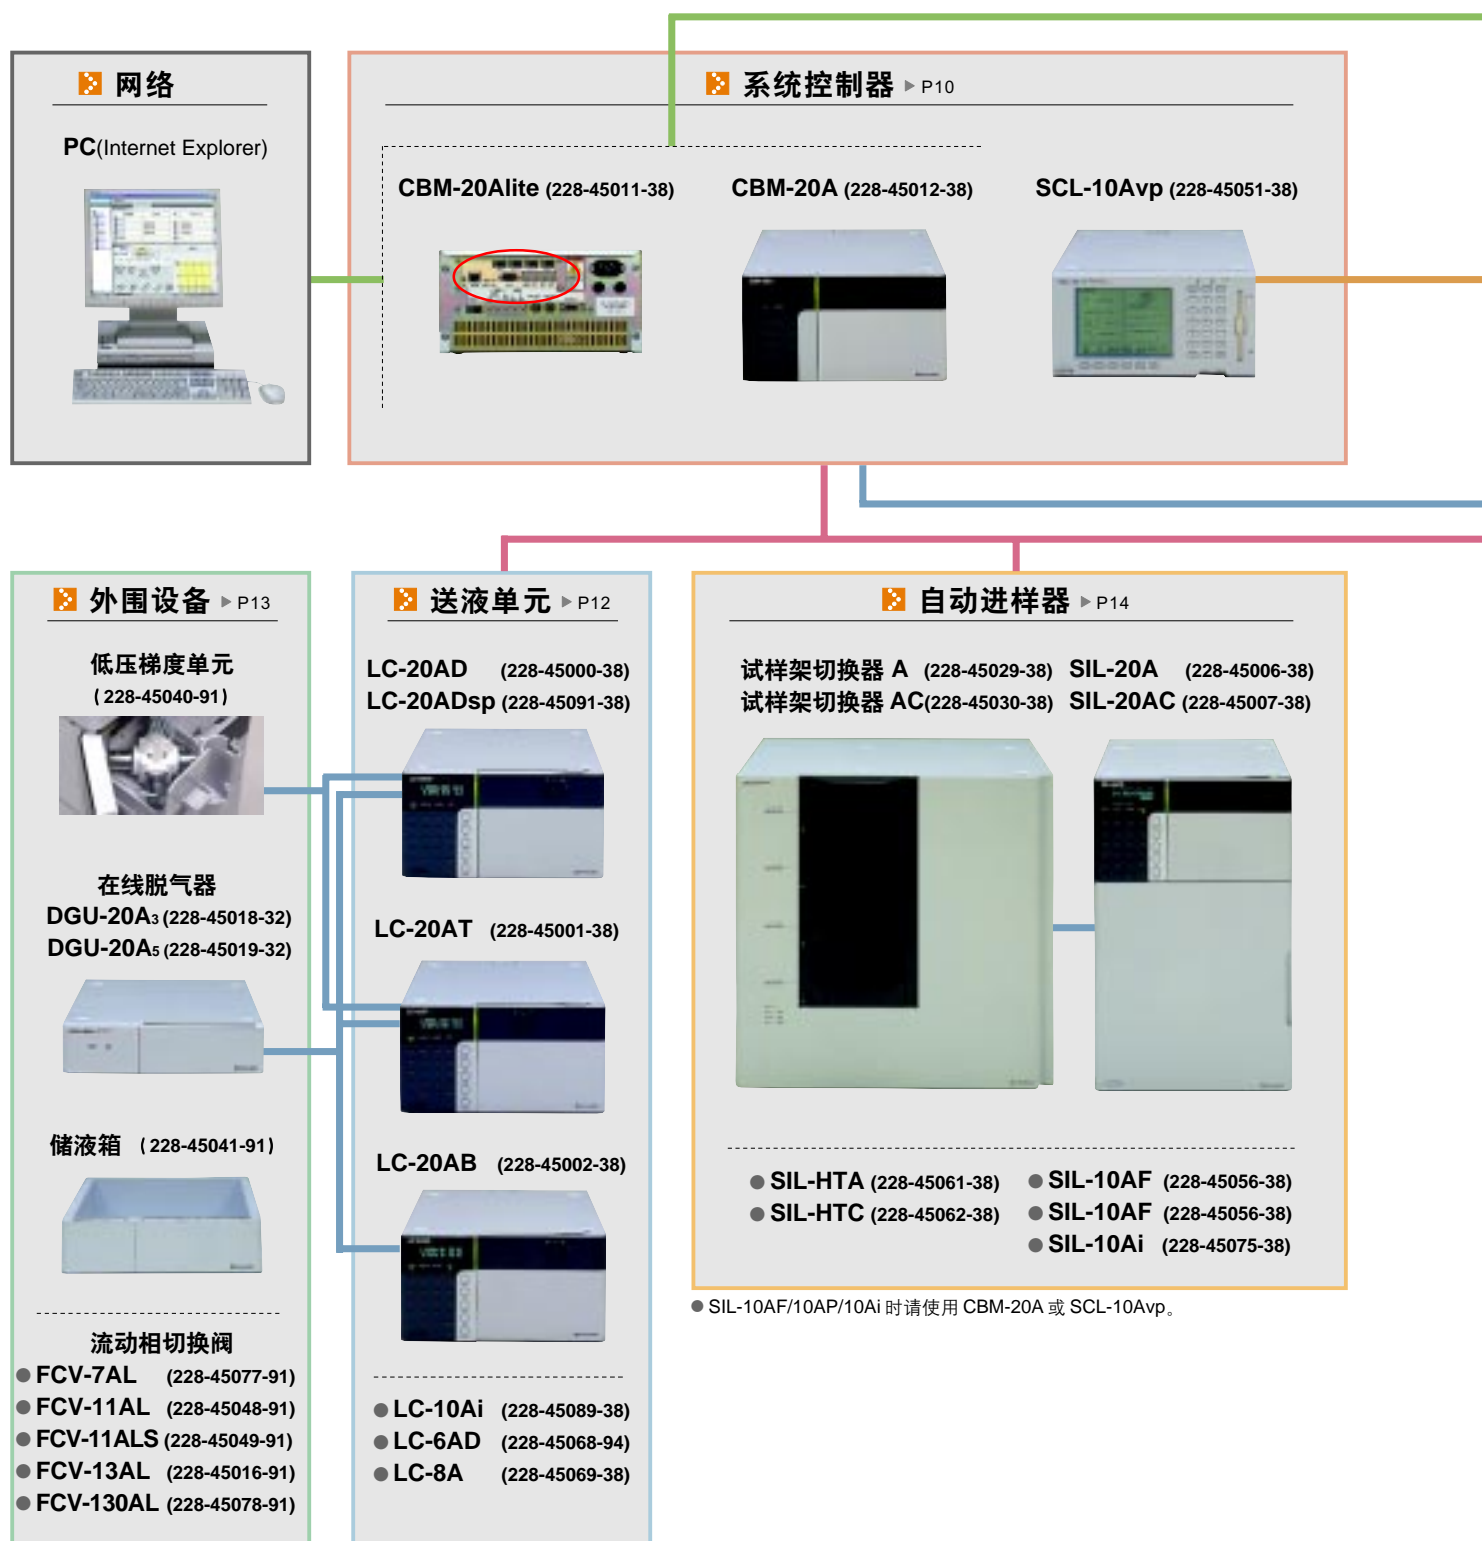 网络
PC(Internet Explorer)
系统控制器 ▶ P10
CBM-20Alite (228-45011-38)
CBM-20A (228-45012-38)
SCL-10Avp (228-45051-38)
外围设备 ▶ P13
低压梯度单元
(228-45040-91)
在线脱气器
DGU-20A₃ (228-45018-32)
DGU-20A₅ (228-45019-32)
储液箱 (228-45041-91)
流动相切换阀
● FCV-7AL (228-45077-91)
● FCV-11AL (228-45048-91)
● FCV-11ALS (228-45049-91)
● FCV-13AL (228-45016-91)
● FCV-130AL (228-45078-91)
送液单元 ▶ P12
LC-20AD (228-45000-38)
LC-20ADsp (228-45091-38)
LC-20AT (228-45001-38)
LC-20AB (228-45002-38)
● LC-10Ai (228-45089-38)
● LC-6AD (228-45068-94)
● LC-8A (228-45069-38)
自动进样器 ▶ P14
试样架切换器 A (228-45029-38) SIL-20A (228-45006-38)
试样架切换器 AC(228-45030-38) SIL-20AC (228-45007-38)
● SIL-HTA (228-45061-38) ● SIL-10AF (228-45056-38)
● SIL-HTC (228-45062-38) ● SIL-10AF (228-45056-38)
● SIL-10Ai (228-45075-38)
● SIL-10AF/10AP/10Ai 时请使用 CBM-20A 或 SCL-10Avp。